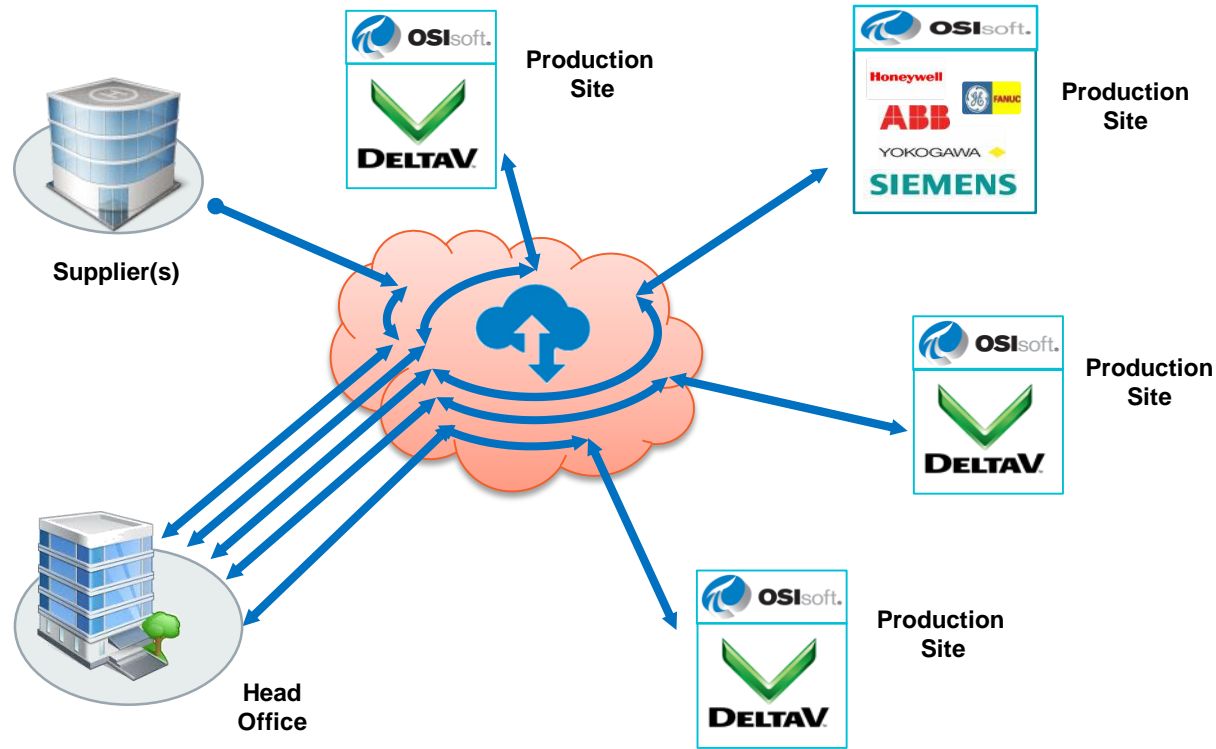 OSIsoft.
DELTAV
Production
Site
OSIsoft.
Honeywell
GE
FANUC
ABB
YOKOGAWA
SIEMENS
Production
Site
Supplier(s)
OSIsoft.
DELTAV
Production
Site
Head
Office
OSIsoft.
DELTAV
Production
Site